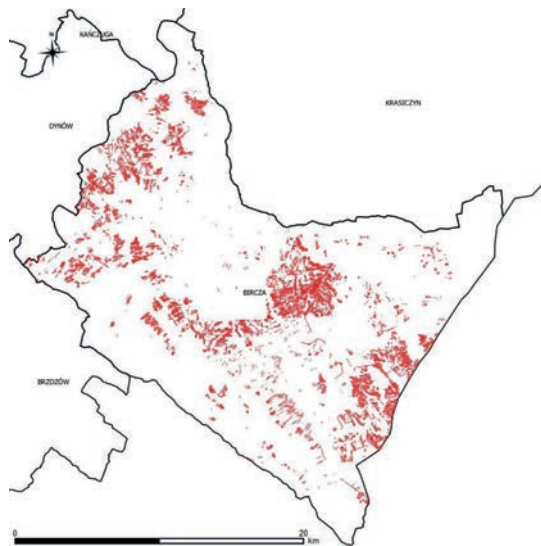 N
KAŃCZUGA
KRASICZYN
DYNÓW
BIRCZA
BRZOZÓW
0 20
km